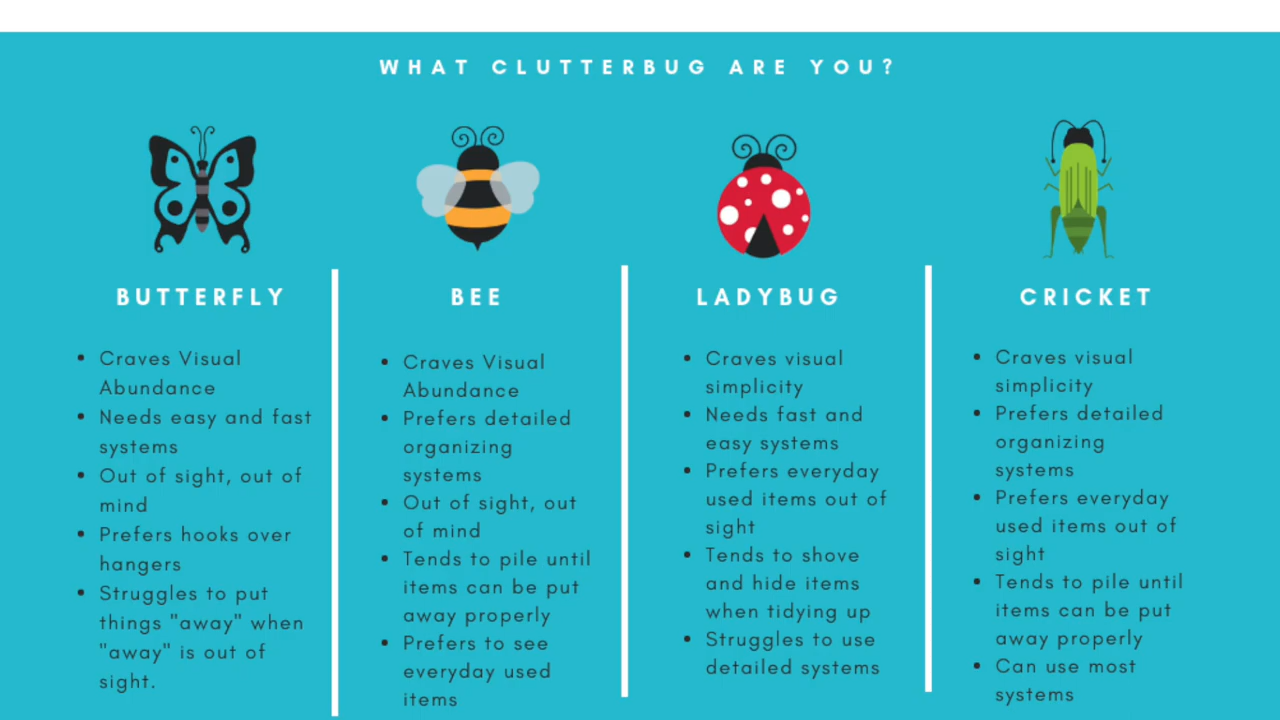 WHAT CLUTTERBUG ARE YOU?
BUTTERFLY
Craves Visual
Abundance
Needs easy and fast
systems
Out of sight, out of
mind
Prefers hooks over
hangers
Struggles to put
things "away" when
"away" is out of
sight.
BEE
Craves Visual
Abundance
Prefers detailed
organizing
systems
Out of sight, out
of mind
Tends to pile until
items can be put
away properly
Prefers to see
everyday used
items
LADYBUG
Craves visual
simplicity
Needs fast and
easy systems
Prefers everyday
used items out of
sight
Tends to shove
and hide items
when tidying up
Struggles to use
detailed systems
CRICKET
Craves visual
simplicity
Prefers detailed
organizing
systems
Prefers everyday
used items out of
sight
Tends to pile until
items can be put
away properly
Can use most
systems